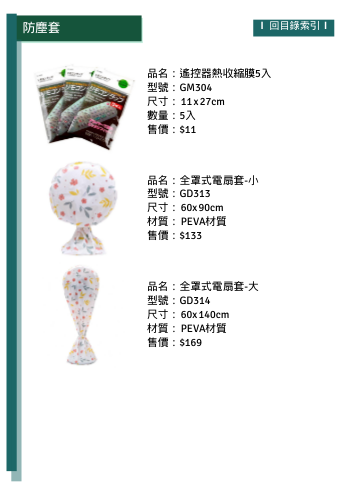 防塵套
I 回目錄索引 I
品名：遙控器熱收縮膜5入
型號：GM304
尺寸：11x27cm
數量：5入
售價：$11
品名：全罩式電扇套-小
型號：GD313
尺寸：60x90cm
材質：PEVA材質
售價：$133
品名：全罩式電扇套-大
型號：GD314
尺寸：60x140cm
材質：PEVA材質
售價：$169